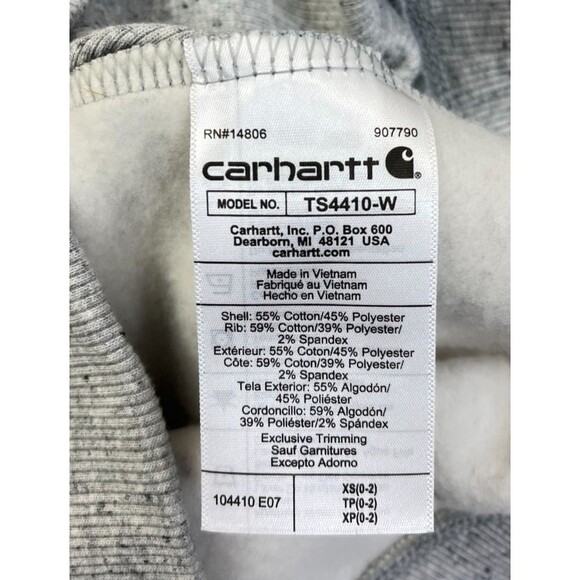 RN#14806 907790
carhartt
MODEL NO. TS4410-W
Carhartt, Inc. P.O. Box 600
Dearborn, MI 48121 USA
carhartt.com
Made in Vietnam
Fabriqué au Vietnam
Hecho en Vietnam
Shell: 55% Cotton/45% Polyester
Rib: 59% Cotton/39% Polyester/
2% Spandex
Extérieur: 55% Coton/45% Polyester
Côte: 59% Coton/39% Polyester/
2% Spandex
Tela Exterior: 55% Algodón/
45% Poliéster
Cordoncillo: 59% Algodón/
39% Poliéster/2% Spándex
Exclusive Trimming
Sauf Garnitures
Excepto Adorno
104410 E07
XS(0-2)
TP(0-2)
XP(0-2)